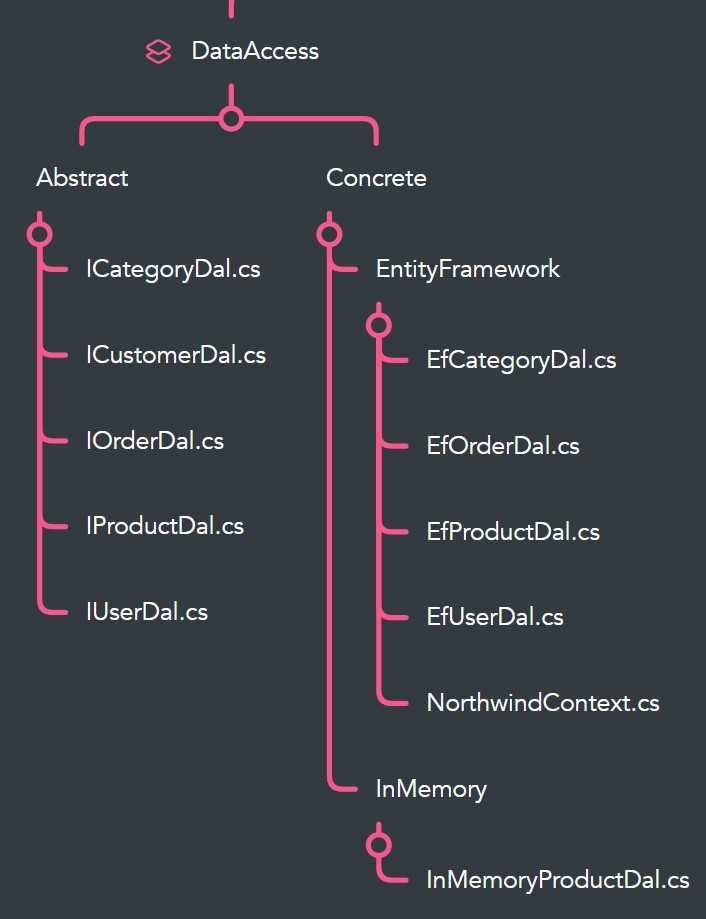 DataAccess
Abstract
ICategoryDal.cs
ICustomerDal.cs
IOrderDal.cs
IProductDal.cs
IUserDal.cs
Concrete
EntityFramework
EfCategoryDal.cs
EfOrderDal.cs
EfProductDal.cs
EfUserDal.cs
NorthwindContext.cs
InMemory
InMemoryProductDal.cs